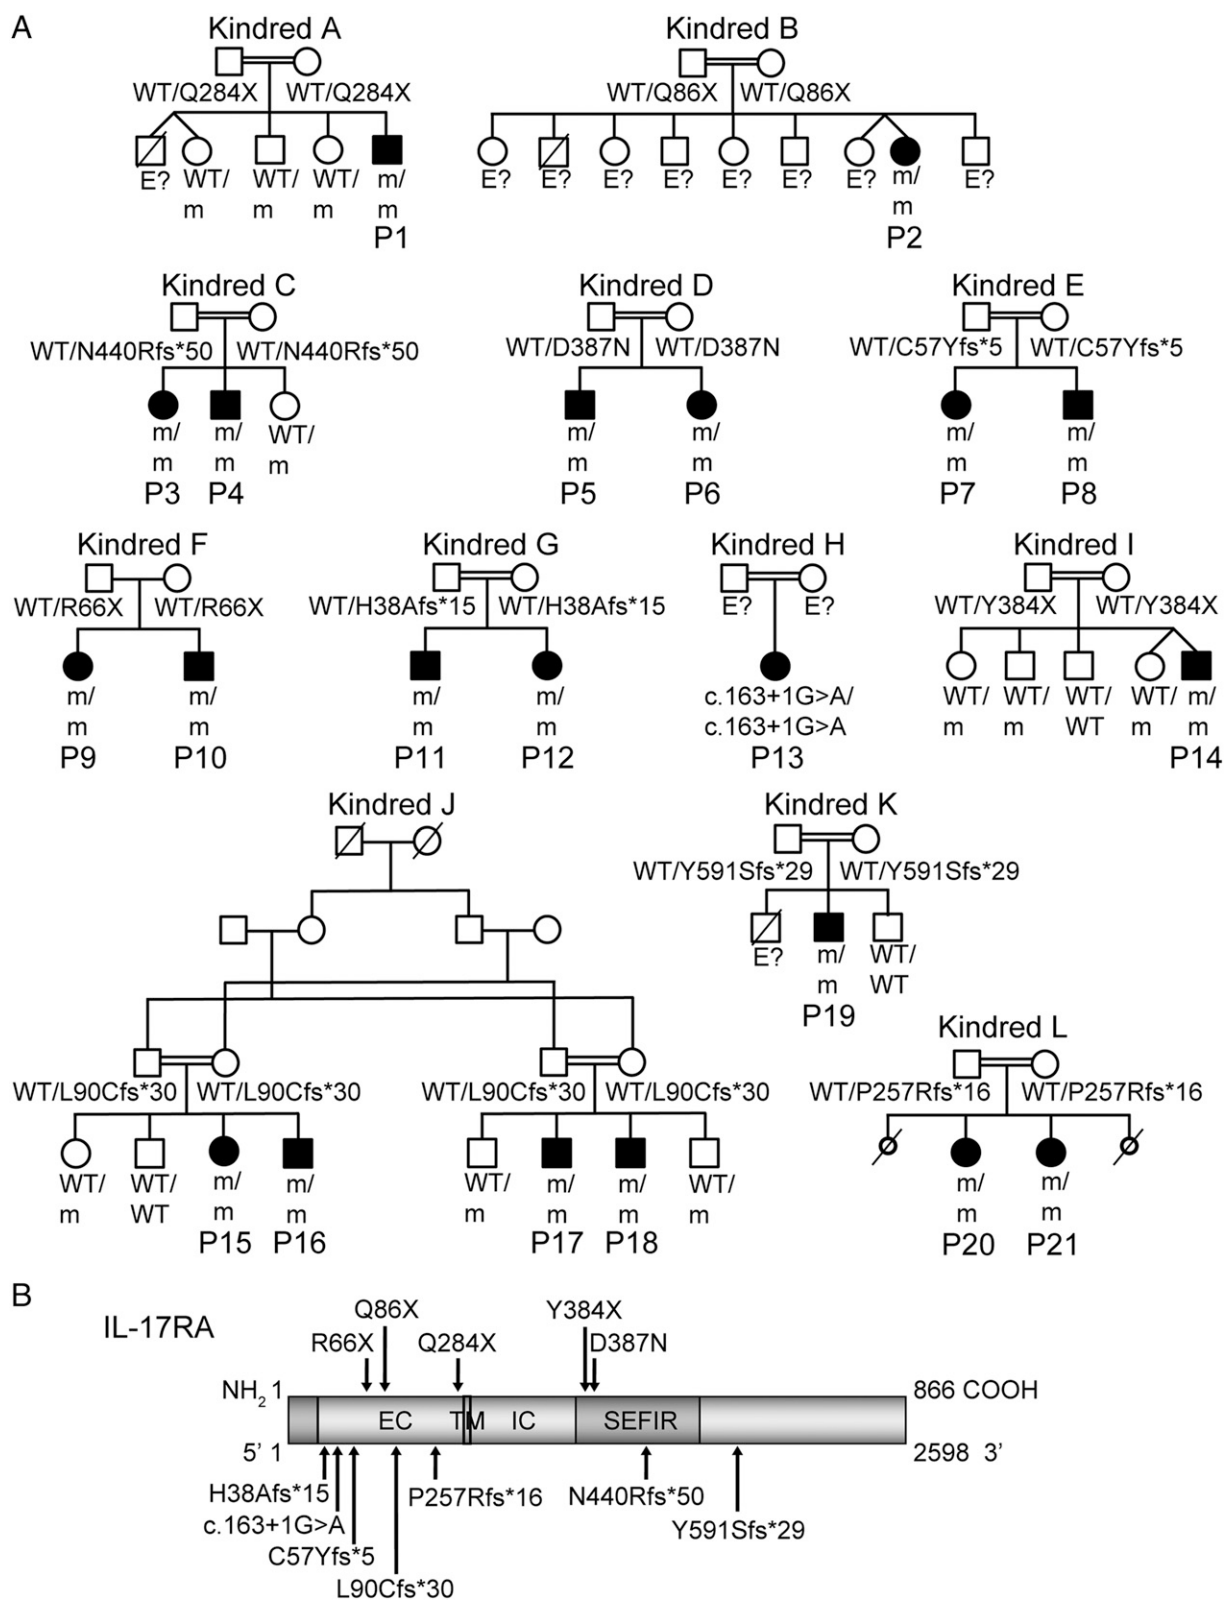 A
Kindred A
Kindred B
WT/Q284X WT/Q284X
WT/Q86X WT/Q86X
E? WT/ WT/ WT/ m/
m m m m
P1
E? E? E? E? E? E? E? m/ E?
m
P2
Kindred C
Kindred D
Kindred E
WT/N440Rfs*50 WT/N440Rfs*50
WT/D387N WT/D387N
WT/C57Yfs*5 WT/C57Yfs*5
m/ m/ WT/
m m m
P3 P4
m/ m/
m m
P5 P6
m/ m/
m m
P7 P8
Kindred F
Kindred G
Kindred H
Kindred I
WT/R66X WT/R66X
WT/H38Afs*15 WT/H38Afs*15
E? E?
WT/Y384X WT/Y384X
m/ m/
m m
P9 P10
m/ m/
m m
P11 P12
c.163+1G>A/
c.163+1G>A
P13
WT/ WT/ WT/ WT/ m/
m m WT m m
P14
Kindred J
Kindred K
WT/Y591Sfs*29 WT/Y591Sfs*29
E? m/ WT/
m WT
P19
Kindred L
WT/L90Cfs*30 WT/L90Cfs*30
WT/L90Cfs*30 WT/L90Cfs*30
WT/P257Rfs*16 WT/P257Rfs*16
WT/ WT/ m/ m/
m WT m m
P15 P16
WT/ m/ m/ WT/
m m m m
P17 P18
m/ m/
m m
P20 P21
B
IL-17RA
Q86X
Y384X
R66X
Q284X
D387N
NH2 1
866 COOH
EC TM IC SEFIR
5' 1
2598 3'
H38Afs*15
P257Rfs*16
N440Rfs*50
c.163+1G>A
Y591Sfs*29
C57Yfs*5
L90Cfs*30